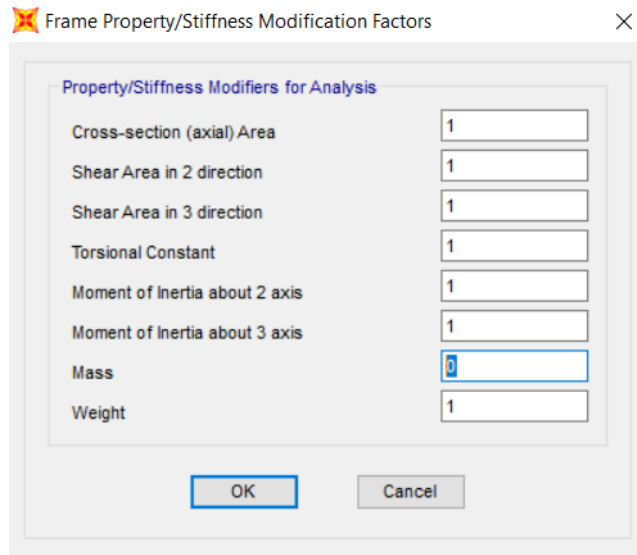 Frame Property/Stiffness Modification Factors
Property/Stiffness Modifiers for Analysis
Cross-section (axial) Area 1
Shear Area in 2 direction 1
Shear Area in 3 direction 1
Torsional Constant 1
Moment of Inertia about 2 axis 1
Moment of Inertia about 3 axis 1
Mass 0
Weight 1
OK Cancel